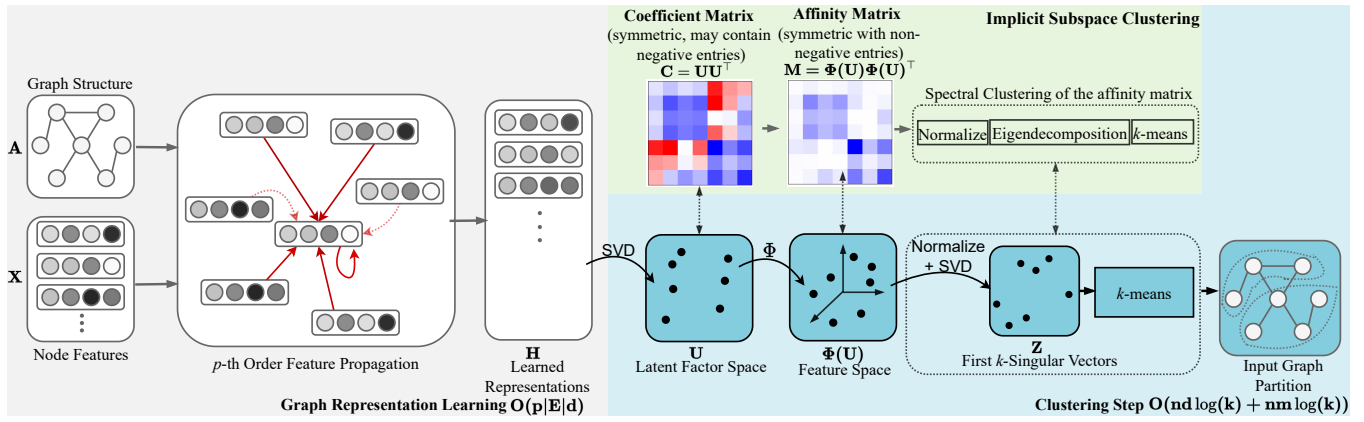 Graph Structure
A
X
Node Features
p-th Order Feature Propagation
H
Learned
Representations
Graph Representation Learning O(p|E|d)
Coefficient Matrix
(symmetric, may contain
negative entries)
C = UU⊤
Affinity Matrix
(symmetric with non-
negative entries)
M = Φ(U)Φ(U)⊤
Implicit Subspace Clustering
Spectral Clustering of the affinity matrix
Normalize
Eigendecomposition
k-means
SVD
U
Latent Factor Space
Φ
Φ(U)
Feature Space
Normalize
+ SVD
Z
First k-Singular Vectors
k-means
Input Graph
Partition
Clustering Step O(nd log(k) + nm log(k))